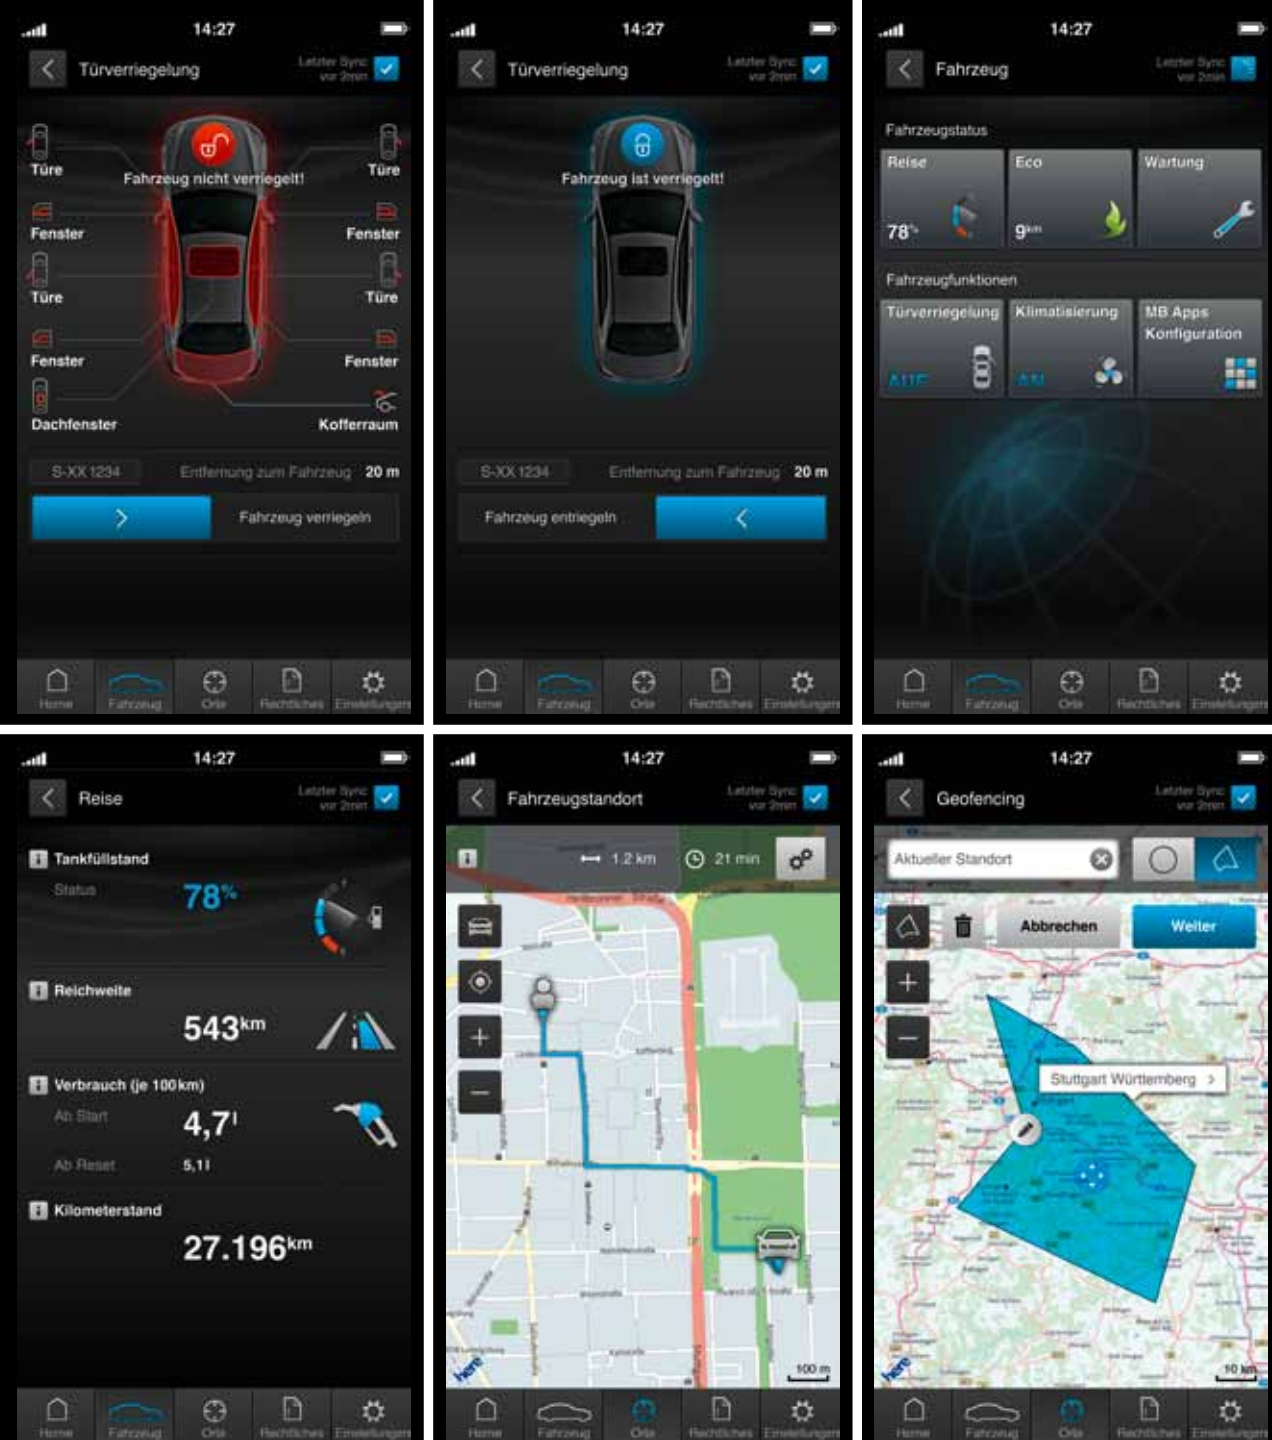 14:27
Türverriegelung
Letzter Sync
vor 2min
Türe
Türe
Fahrzeug nicht verriegelt!
Fenster
Fenster
Türe
Türe
Fenster
Fenster
Dachfenster
Kofferraum
S-XX 1234
Entfernung zum Fahrzeug 20 m
Fahrzeug verriegeln
Home
Fahrzeug
Orte
Rechtliches
Einstellungen
14:27
Türverriegelung
Letzter Sync
vor 2min
Fahrzeug ist verriegelt!
S-XX 1234
Entfernung zum Fahrzeug 20 m
Fahrzeug entriegeln
Home
Fahrzeug
Orte
Rechtliches
Einstellungen
14:27
Fahrzeug
Letzter Sync
vor 2min
Fahrzeugstatus
Reise
78%
Eco
9km
Wartung
Fahrzeugfunktionen
Türverriegelung
AUF
Klimatisierung
AN
MB Apps
Konfiguration
Home
Fahrzeug
Orte
Rechtliches
Einstellungen
14:27
Reise
Letzter Sync
vor 2min
Tankfüllstand
Status 78%
Reichweite
543km
Verbrauch (je 100km)
Ab Start 4,7l
Ab Reset 5,1l
Kilometerstand
27.196km
Home
Fahrzeug
Orte
Rechtliches
Einstellungen
14:27
Fahrzeugstandort
Letzter Sync
vor 2min
1.2 km
21 min
100 m
here
Home
Fahrzeug
Orte
Rechtliches
Einstellungen
14:27
Geofencing
Letzter Sync
vor 2min
Aktueller Standort
Abbrechen
Weiter
Stuttgart Württemberg >
10 km
here
Home
Fahrzeug
Orte
Rechtliches
Einstellungen